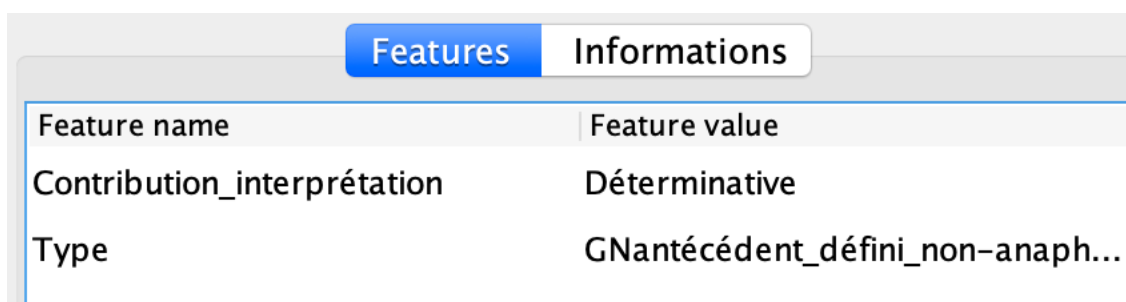 Features Informations
Feature name Feature value
Contribution_interprétation Déterminative
Type GNantécédent_défini_non-anaph...